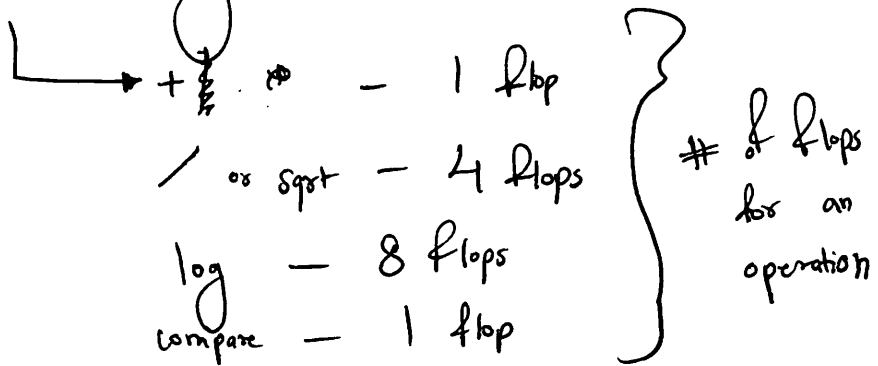 + * - 1 flop
/ or sqrt - 4 flops
log - 8 flops
compare - 1 flop
# of flops
for an
operation